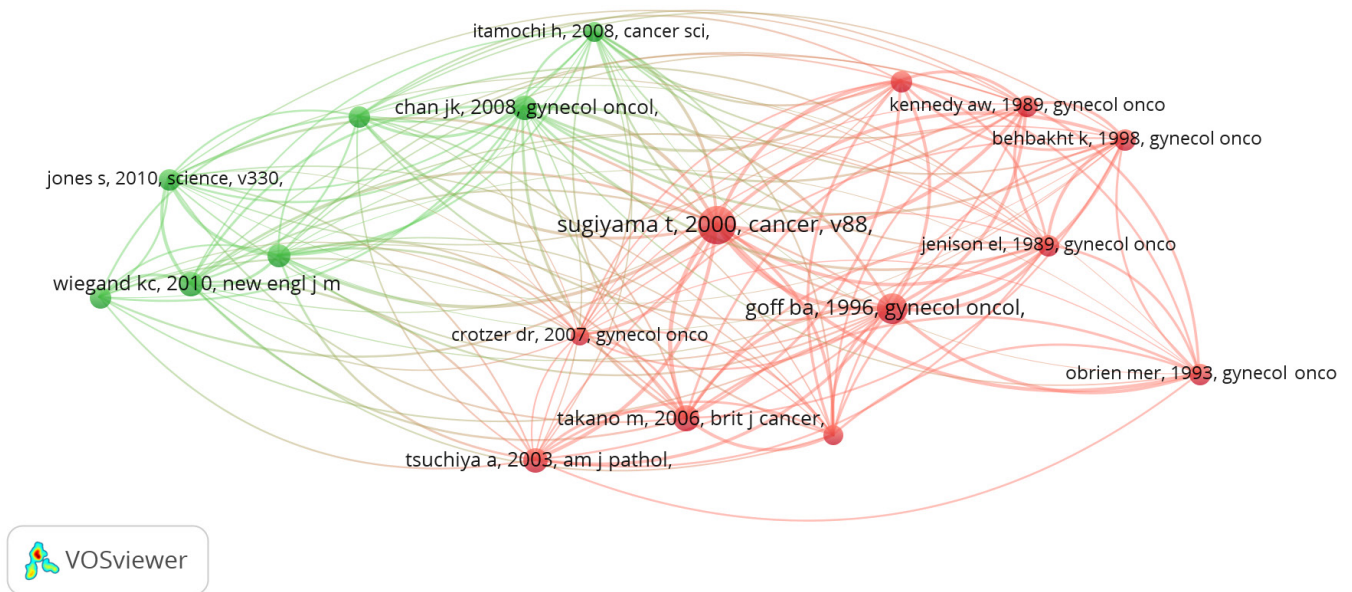 itamochi h, 2008, cancer sci,
chan jk, 2008, gynecol oncol,
kennedy aw, 1989, gynecol onco
behbakht k, 1998, gynecol onco
jones s, 2010, science, v330,
sugiyama t, 2000, cancer, v88,
jenison el, 1989, gynecol onco
wiegand kc, 2010, new engl j m
goff ba, 1996, gynecol oncol,
crotzer dr, 2007, gynecol onco
obrien mer, 1993, gynecol onco
takano m, 2006, brit j cancer,
tsuchiya a, 2003, am j pathol,
VOSviewer